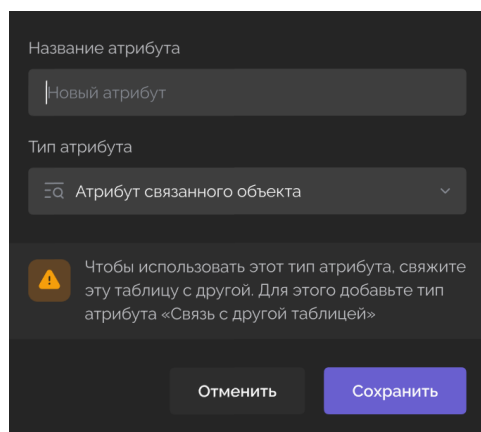 Название атрибута
Новый атрибут
Тип атрибута
Атрибут связанного объекта
Чтобы использовать этот тип атрибута, свяжите
эту таблицу с другой. Для этого добавьте тип
атрибута «Связь с другой таблицей»
Отменить
Сохранить